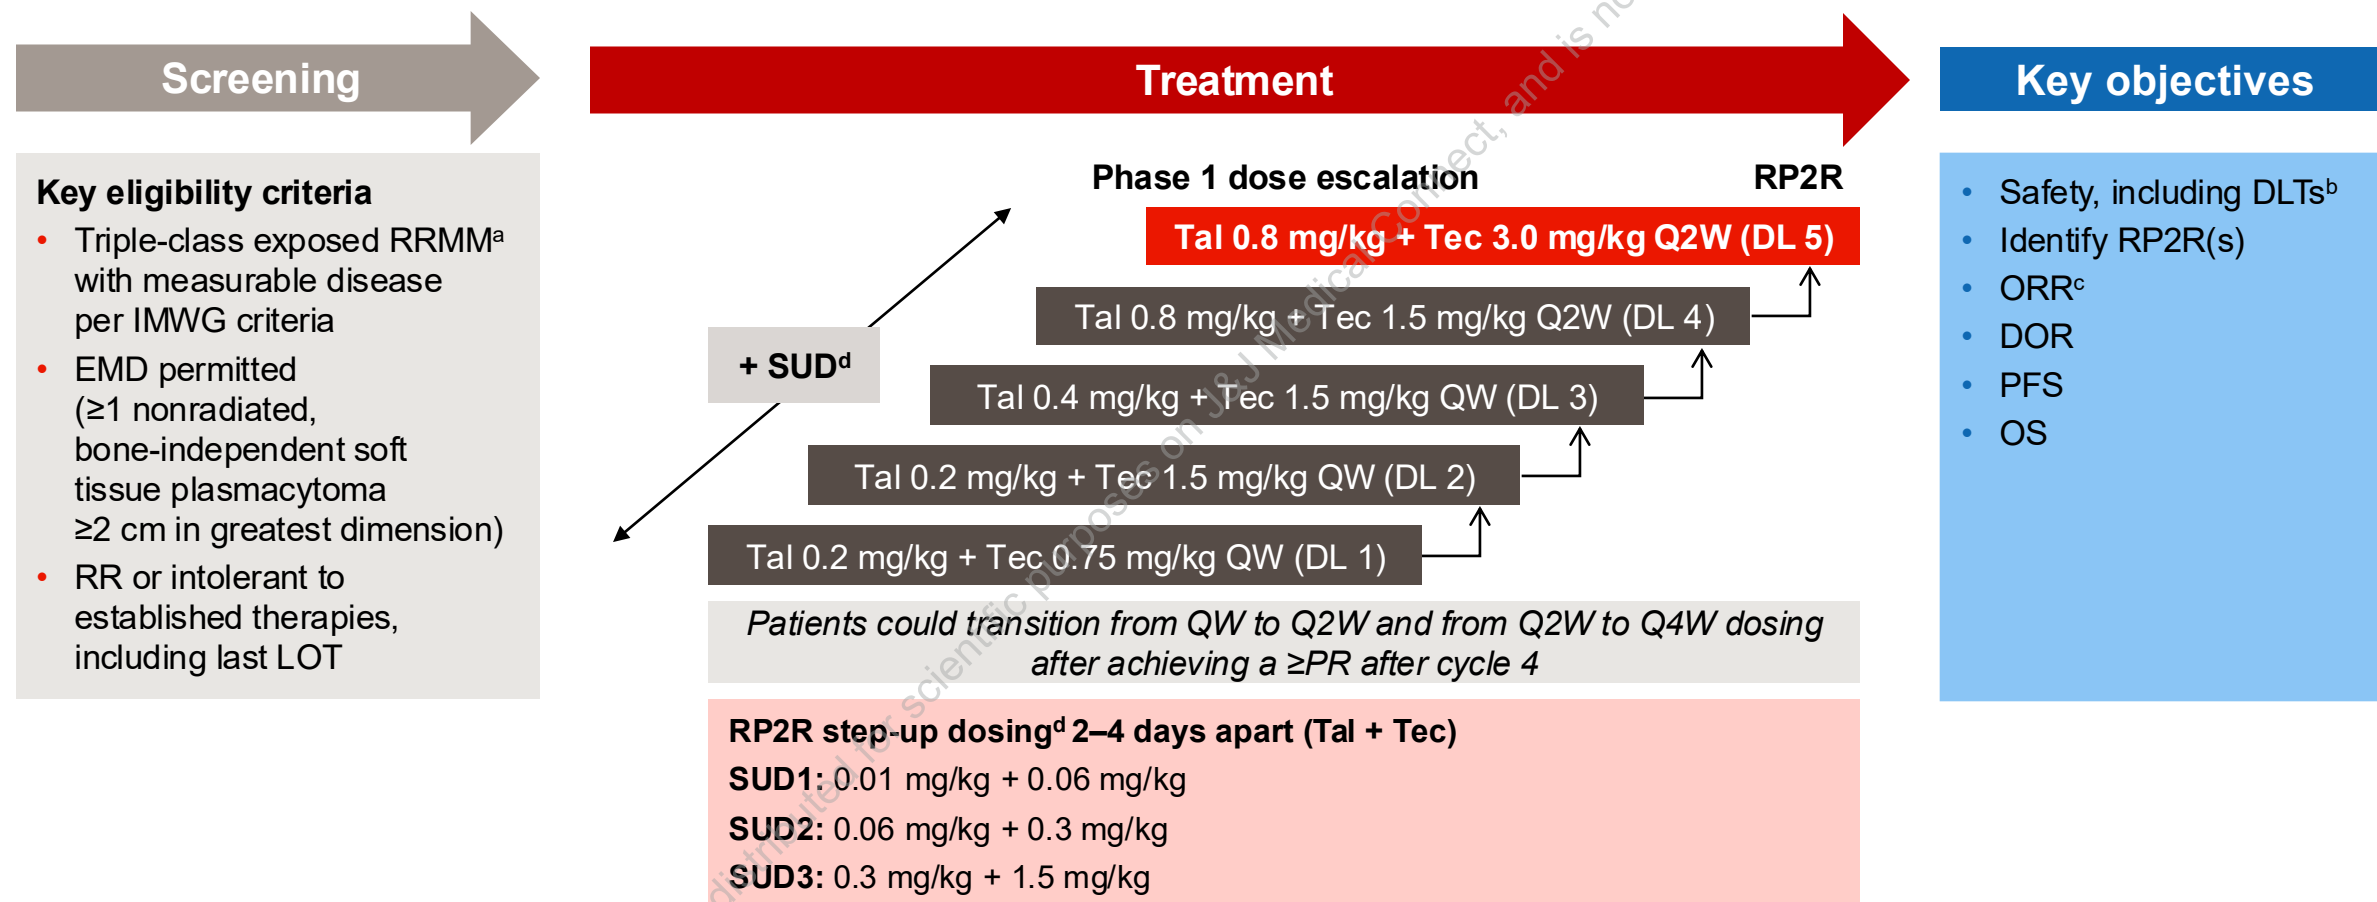 Screening
Treatment
Key objectives
Key eligibility criteria
• Triple-class exposed RRMMᵃ
with measurable disease
per IMWG criteria
• EMD permitted
(≥1 nonradiated,
bone-independent soft
tissue plasmacytoma
≥2 cm in greatest dimension)
• RR or intolerant to
established therapies,
including last LOT
Phase 1 dose escalation
RP2R
Tal 0.8 mg/kg + Tec 3.0 mg/kg Q2W (DL 5)
Tal 0.8 mg/kg + Tec 1.5 mg/kg Q2W (DL 4)
+ SUDᵈ
Tal 0.4 mg/kg + Tec 1.5 mg/kg QW (DL 3)
Tal 0.2 mg/kg + Tec 1.5 mg/kg QW (DL 2)
Tal 0.2 mg/kg + Tec 0.75 mg/kg QW (DL 1)
Patients could transition from QW to Q2W and from Q2W to Q4W dosing
after achieving a ≥PR after cycle 4
RP2R step-up dosingᵈ 2–4 days apart (Tal + Tec)
SUD1: 0.01 mg/kg + 0.06 mg/kg
SUD2: 0.06 mg/kg + 0.3 mg/kg
SUD3: 0.3 mg/kg + 1.5 mg/kg
• Safety, including DLTsᵇ
• Identify RP2R(s)
• ORRᶜ
• DOR
• PFS
• OS
distributed for scientific purposes on J&J Medical Connect, and is